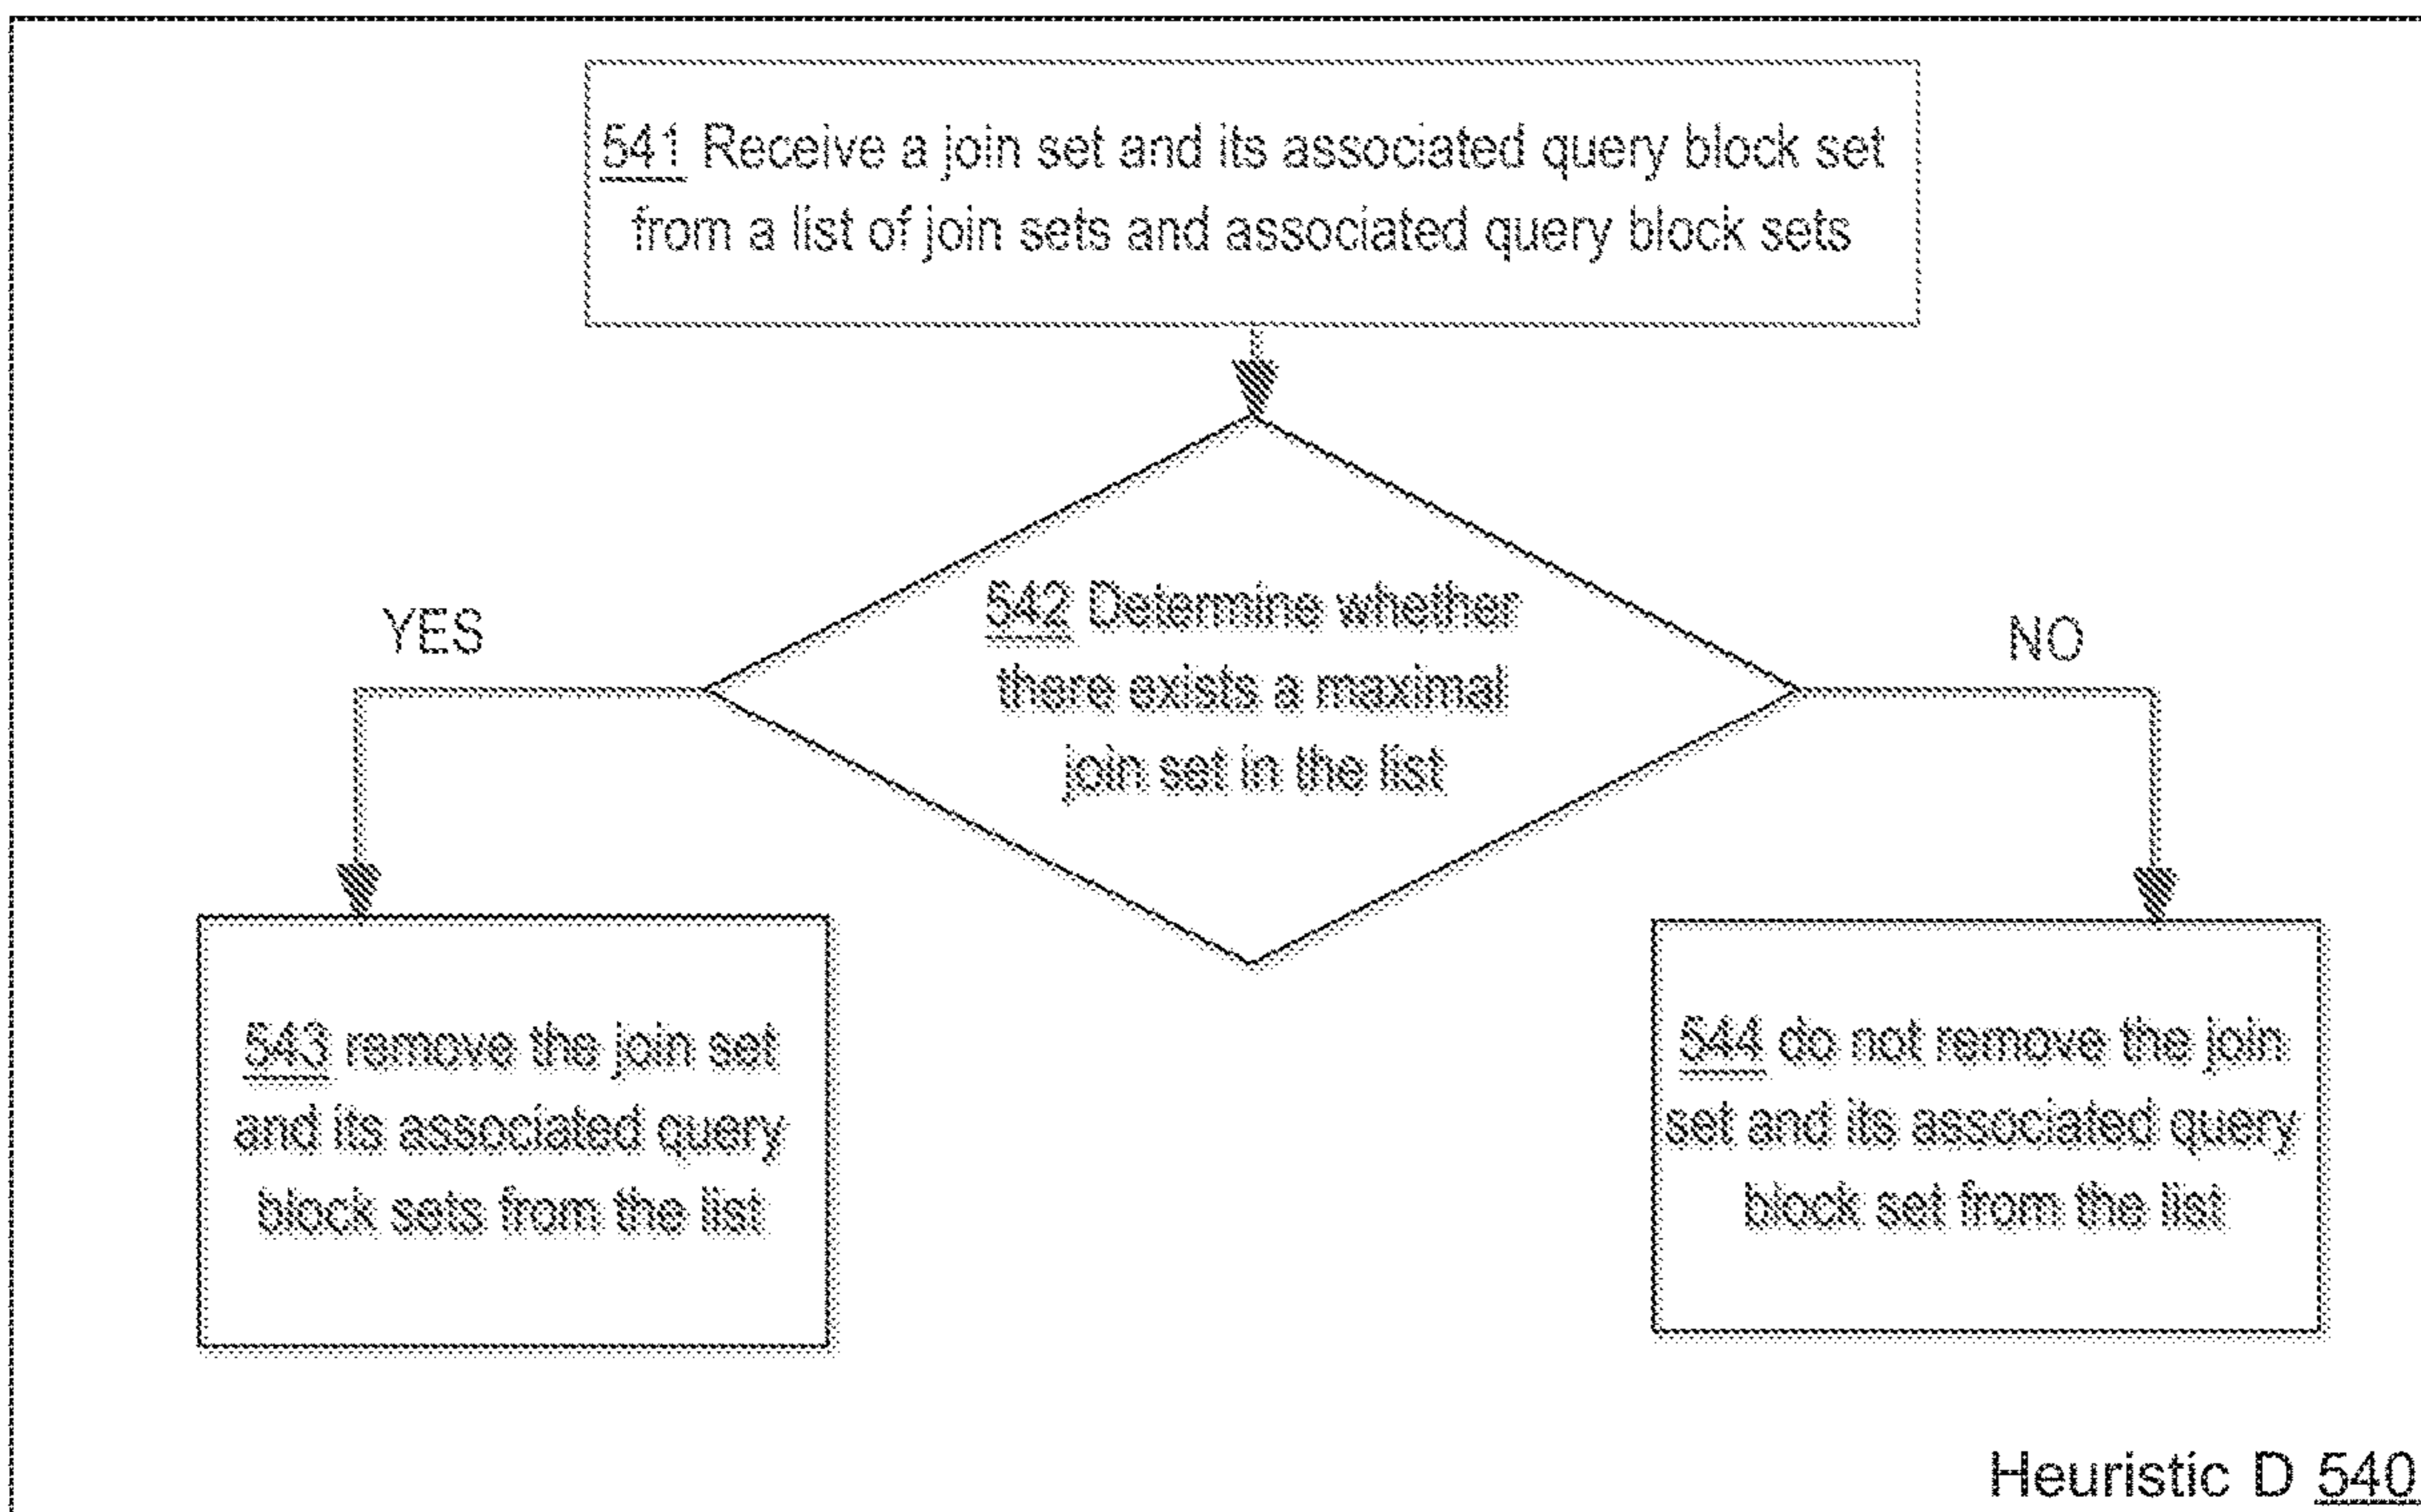 541 Receive a join set and its associated query block set
from a list of join sets and associated query block sets
542 Determine whether
there exists a maximal
join set in the list
YES
NO
543 remove the join set
and its associated query
block sets from the list
544 do not remove the join
set and its associated query
block set from the list
Heuristic D 540